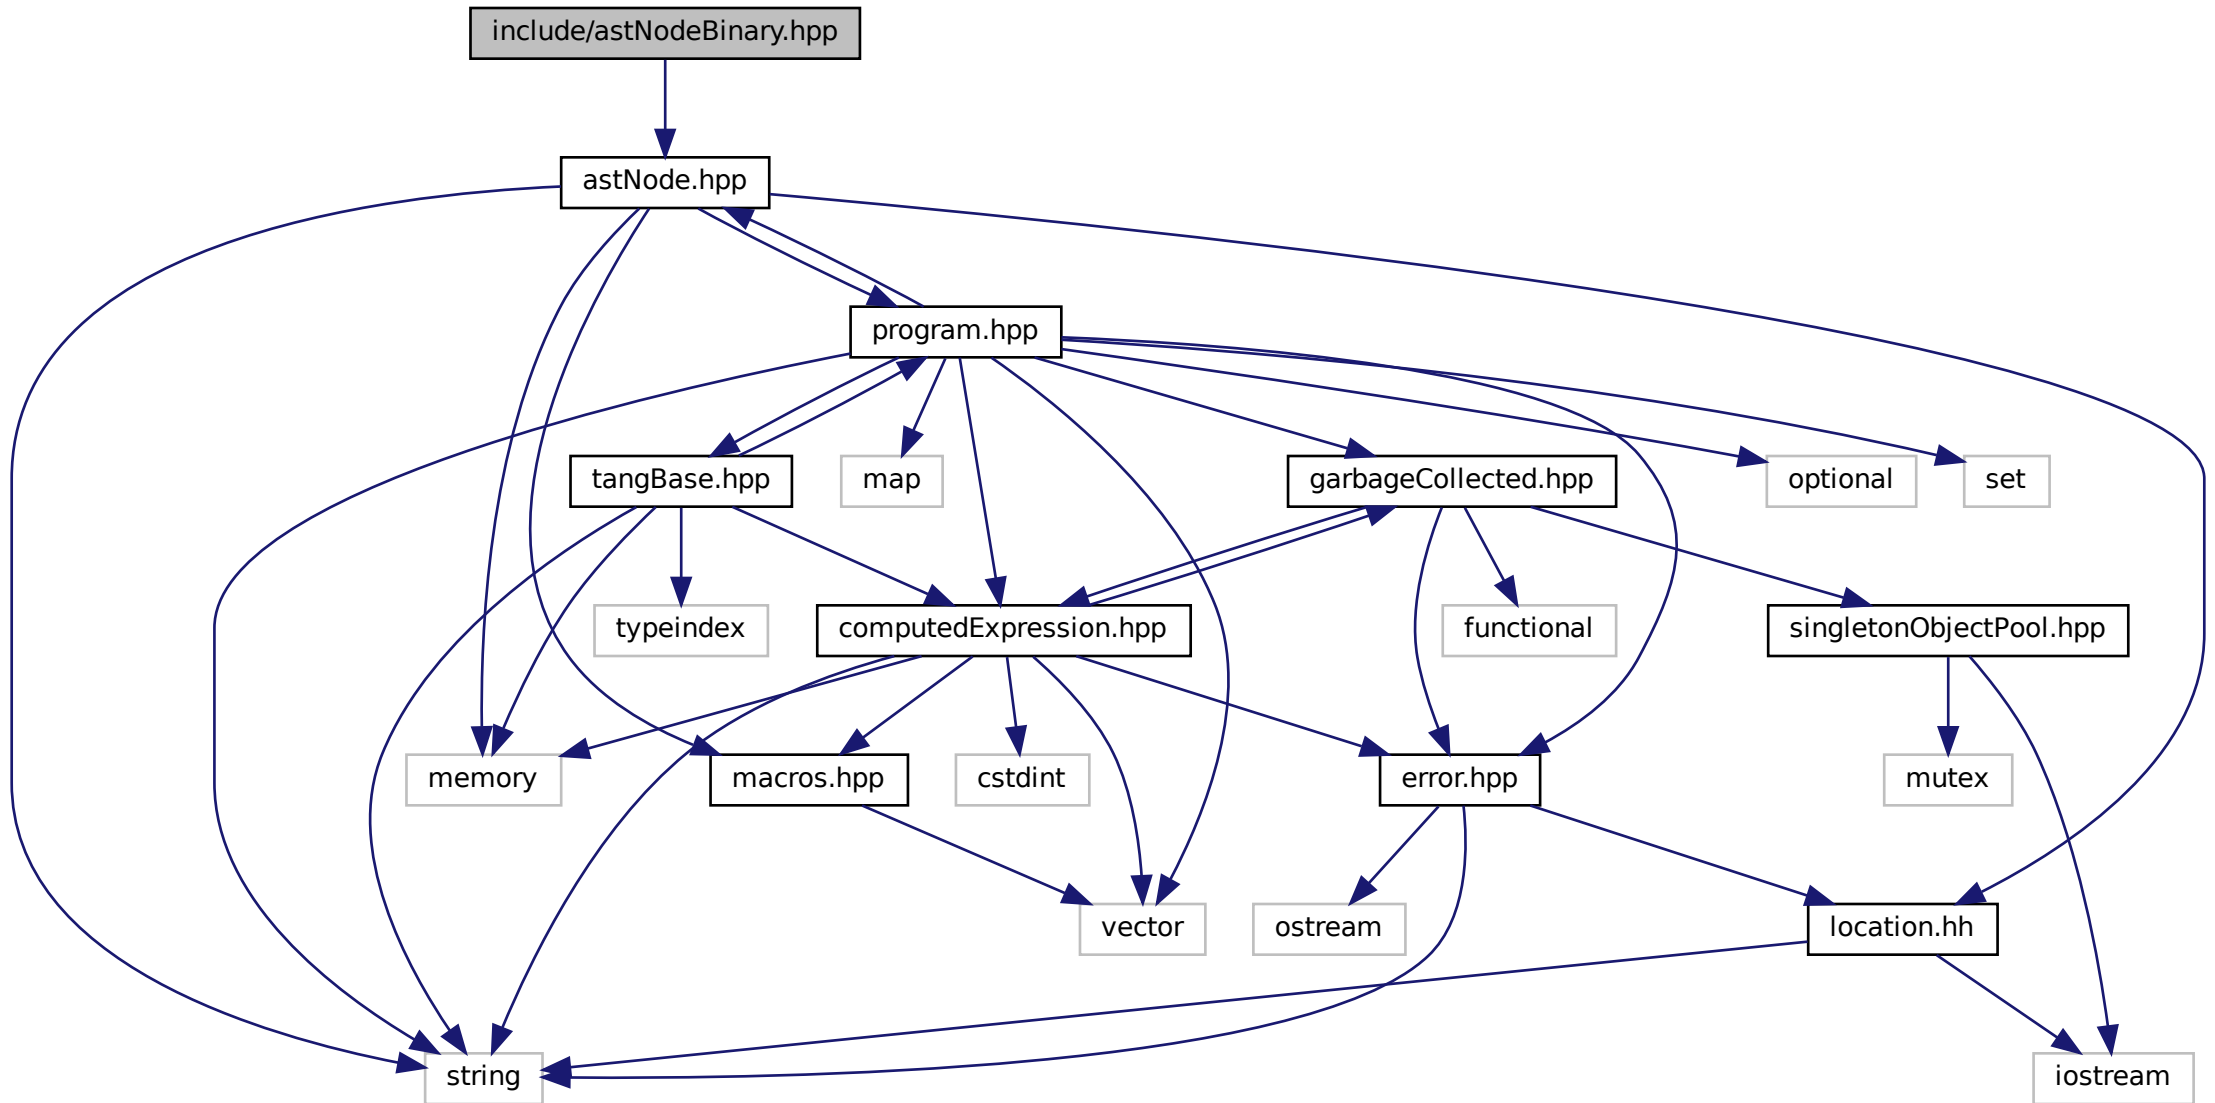 include/astNodeBinary.hpp
astNode.hpp
program.hpp
tangBase.hpp
map
garbageCollected.hpp
optional
set
typeindex
computedExpression.hpp
functional
singletonObjectPool.hpp
memory
macros.hpp
cstdint
error.hpp
mutex
vector
ostream
location.hh
string
iostream